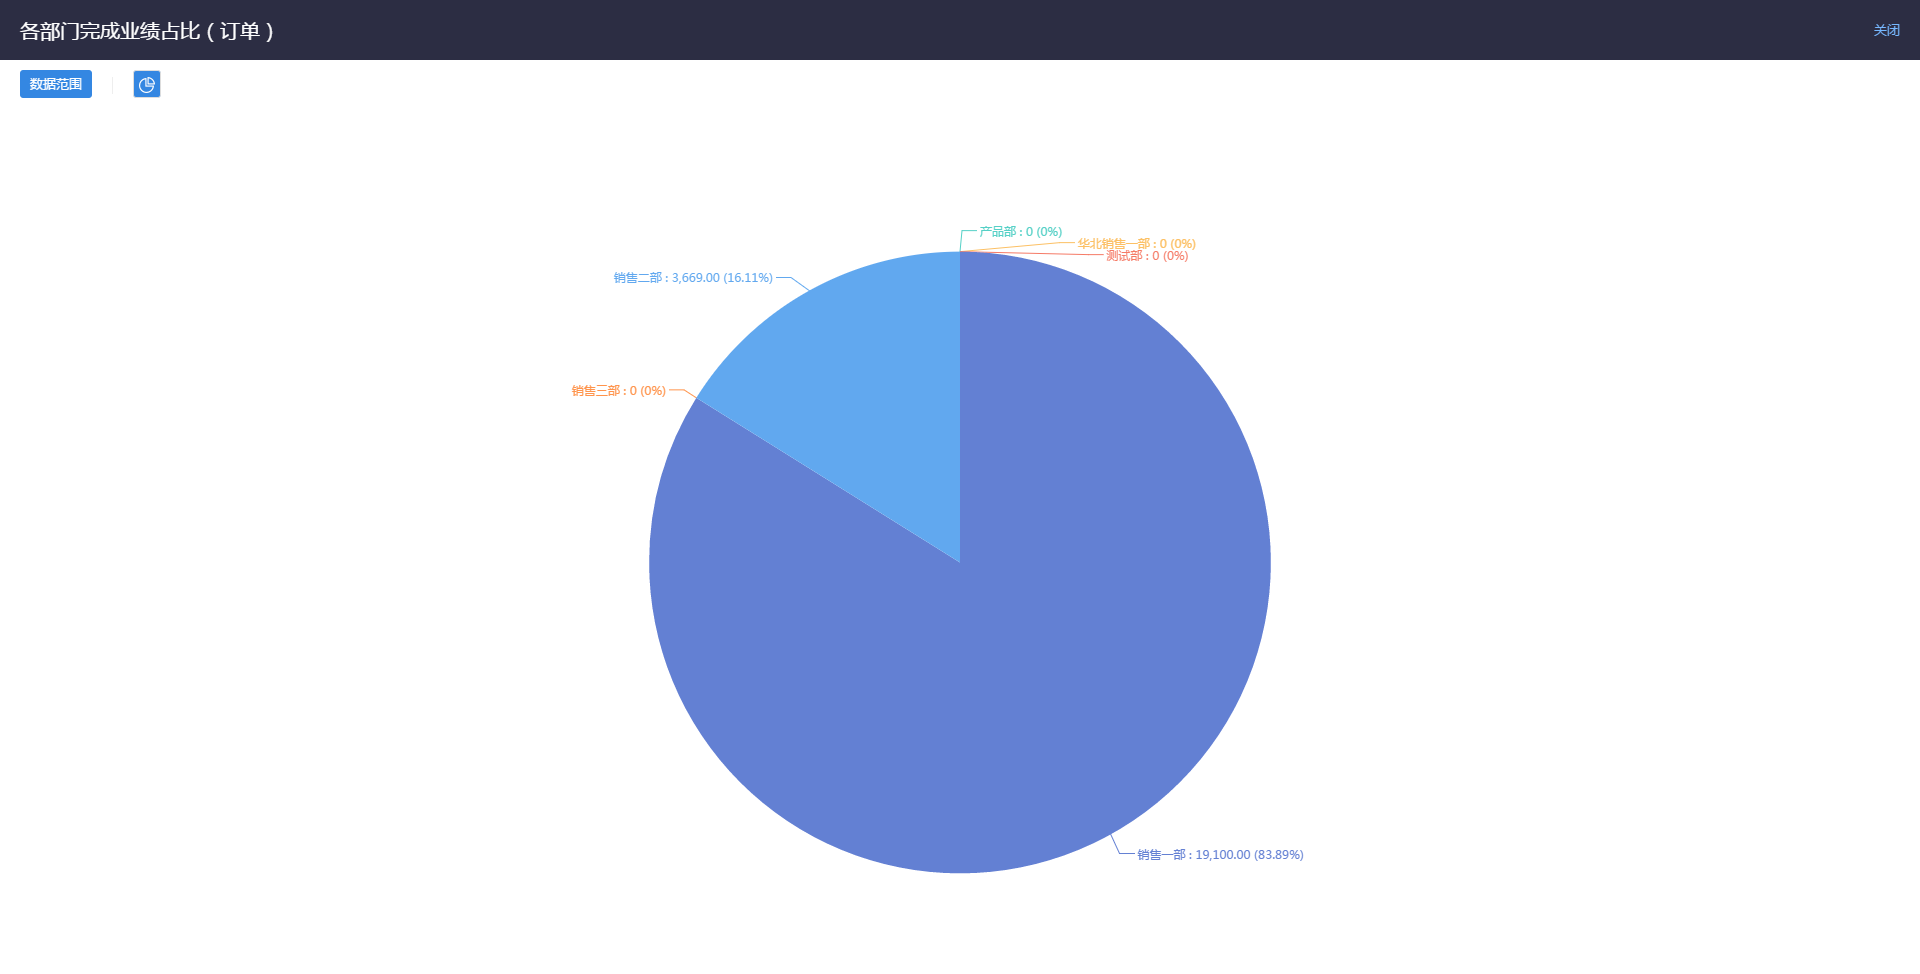 各部门完成业绩占比（订单）
关闭
数据范围
产品部 : 0 (0%)
华北销售一部 : 0 (0%)
测试部 : 0 (0%)
销售二部 : 3,669.00 (16.11%)
销售三部 : 0 (0%)
销售一部 : 19,100.00 (83.89%)